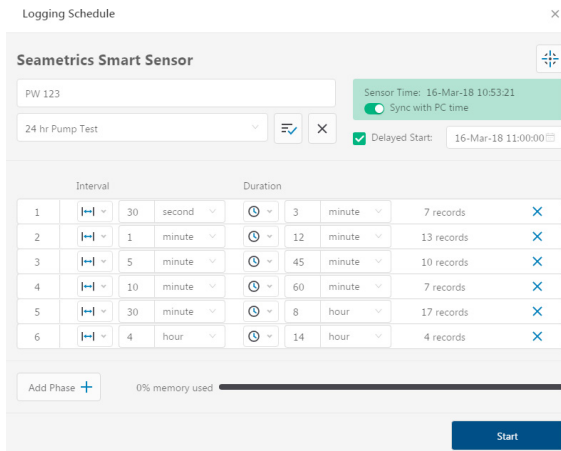 Logging Schedule
Seametrics Smart Sensor
PW 123
Sensor Time: 16-Mar-18 10:53:21
Sync with PC time
24 hr Pump Test
Delayed Start: 16-Mar-18 11:00:00
Interval Duration
1 30 second 3 minute 7 records
2 1 minute 12 minute 13 records
3 5 minute 45 minute 10 records
4 10 minute 60 minute 7 records
5 30 minute 8 hour 17 records
6 4 hour 14 hour 4 records
Add Phase 0% memory used
Start